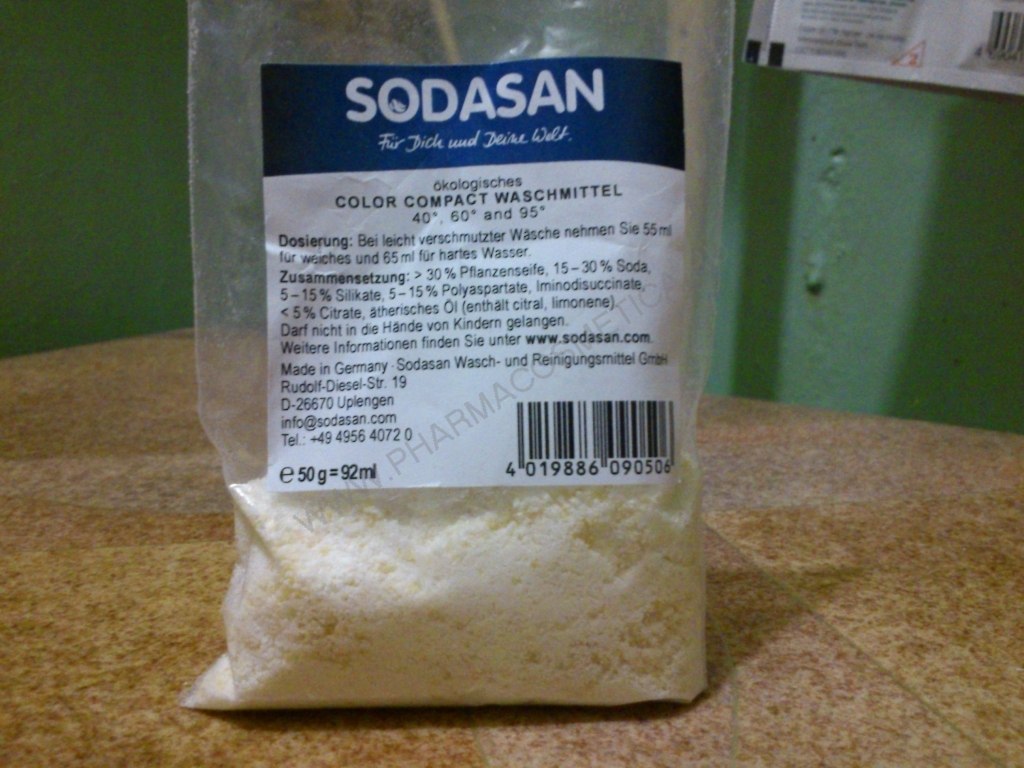 SODASAN
Für Dich und Deine Welt.
ökologisches
COLOR COMPACT WASCHMITTEL
40°, 60° and 95°
Dosierung: Bei leicht verschmutzter Wäsche nehmen Sie 55 ml
für weiches und 65 ml für hartes Wasser.
Zusammensetzung: > 30 % Pflanzenseife, 15 – 30 % Soda,
5 – 15 % Silikate, 5 – 15 % Polyaspartate, Iminodisuccinate,
< 5 % Citrate, ätherisches Öl (enthält citral, limonene).
Darf nicht in die Hände von Kindern gelangen.
Weitere Informationen finden Sie unter www.sodasan.com.
Made in Germany · Sodasan Wasch- und Reinigungsmittel GmbH
Rudolf-Diesel-Str. 19
D-26670 Uplengen
info@sodasan.com
Tel.: +49 4956 4072 0
e 50 g = 92ml
4 019886 090506
WWW.PHARMACOSMETIC